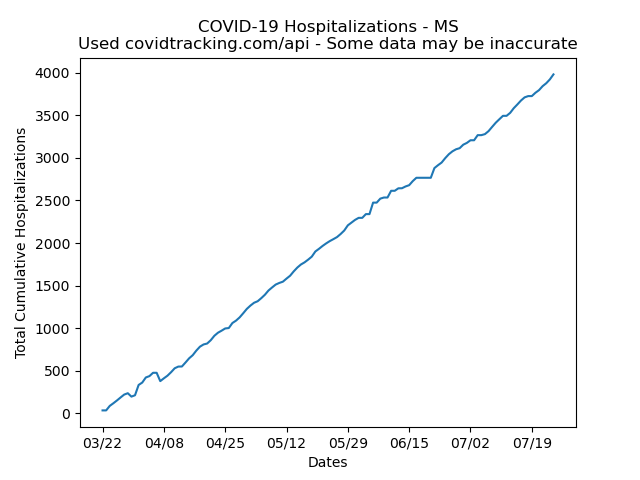 COVID-19 Hospitalizations - MS
Used covidtracking.com/api - Some data may be inaccurate
Total Cumulative Hospitalizations
4000
3500
3000
2500
2000
1500
1000
500
0
03/22 04/08 04/25 05/12 05/29 06/15 07/02 07/19
Dates